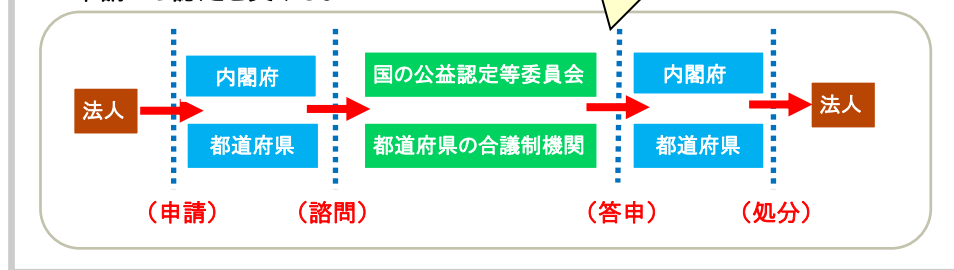 法人
内閣府
都道府県
国の公益認定等委員会
都道府県の合議制機関
内閣府
都道府県
法人
（申請）
（諮問）
（答申）
（処分）